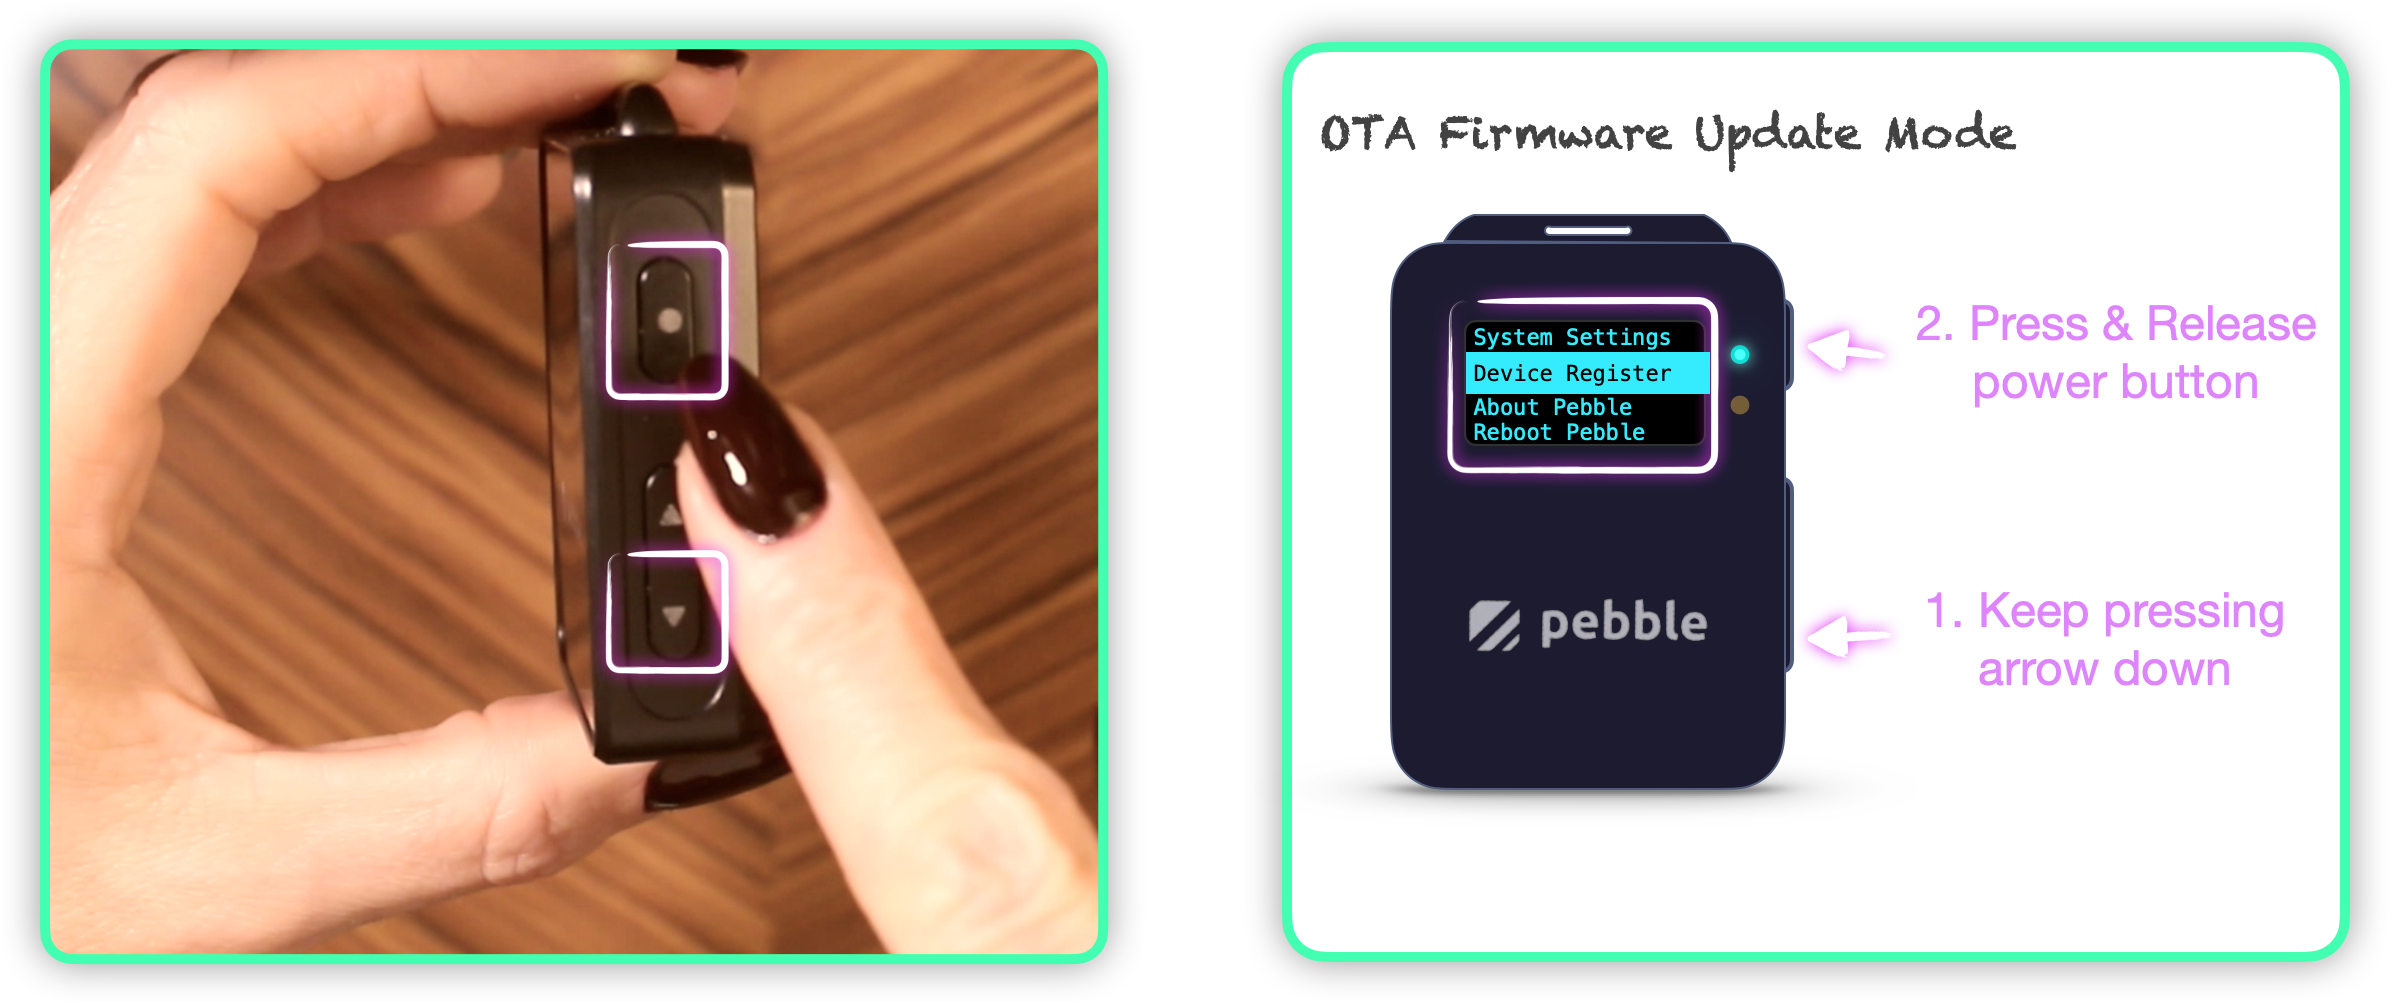 OTA Firmware Update Mode
System Settings
Device Register
About Pebble
Reboot Pebble
2. Press & Release
power button
pebble
1. Keep pressing
arrow down